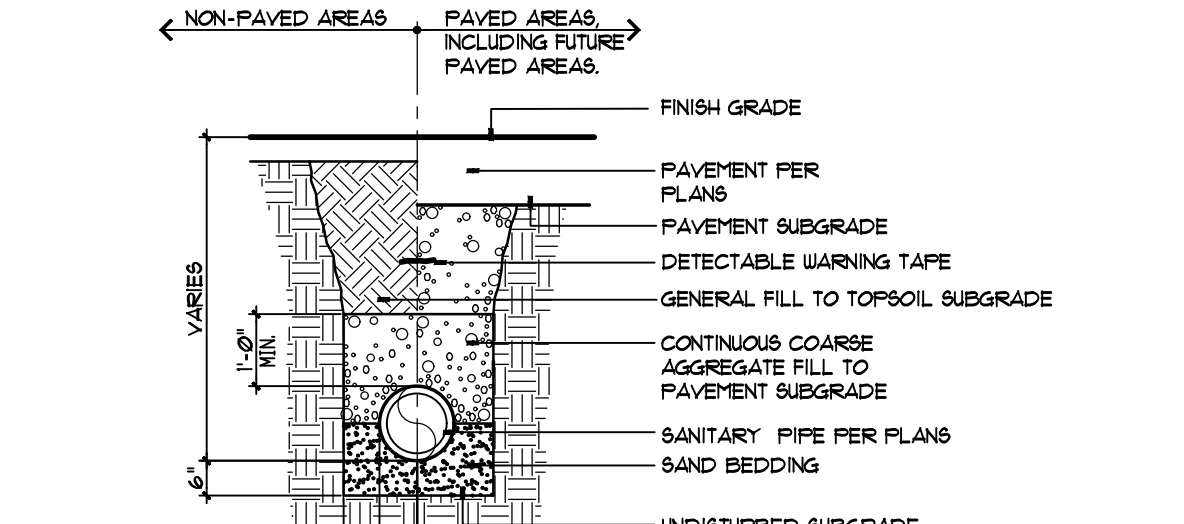 NON-PAVED AREAS
PAVED AREAS,
INCLUDING FUTURE
PAVED AREAS.
FINISH GRADE
PAVEMENT PER
PLANS
PAVEMENT SUBGRADE
DETECTABLE WARNING TAPE
GENERAL FILL TO TOPSOIL SUBGRADE
CONTINUOUS COARSE
AGGREGATE FILL TO
PAVEMENT SUBGRADE
SANITARY PIPE PER PLANS
SAND BEDDING
UNDISTURBED SUBGRADE
VARIES
1'-0"
MIN.
6"